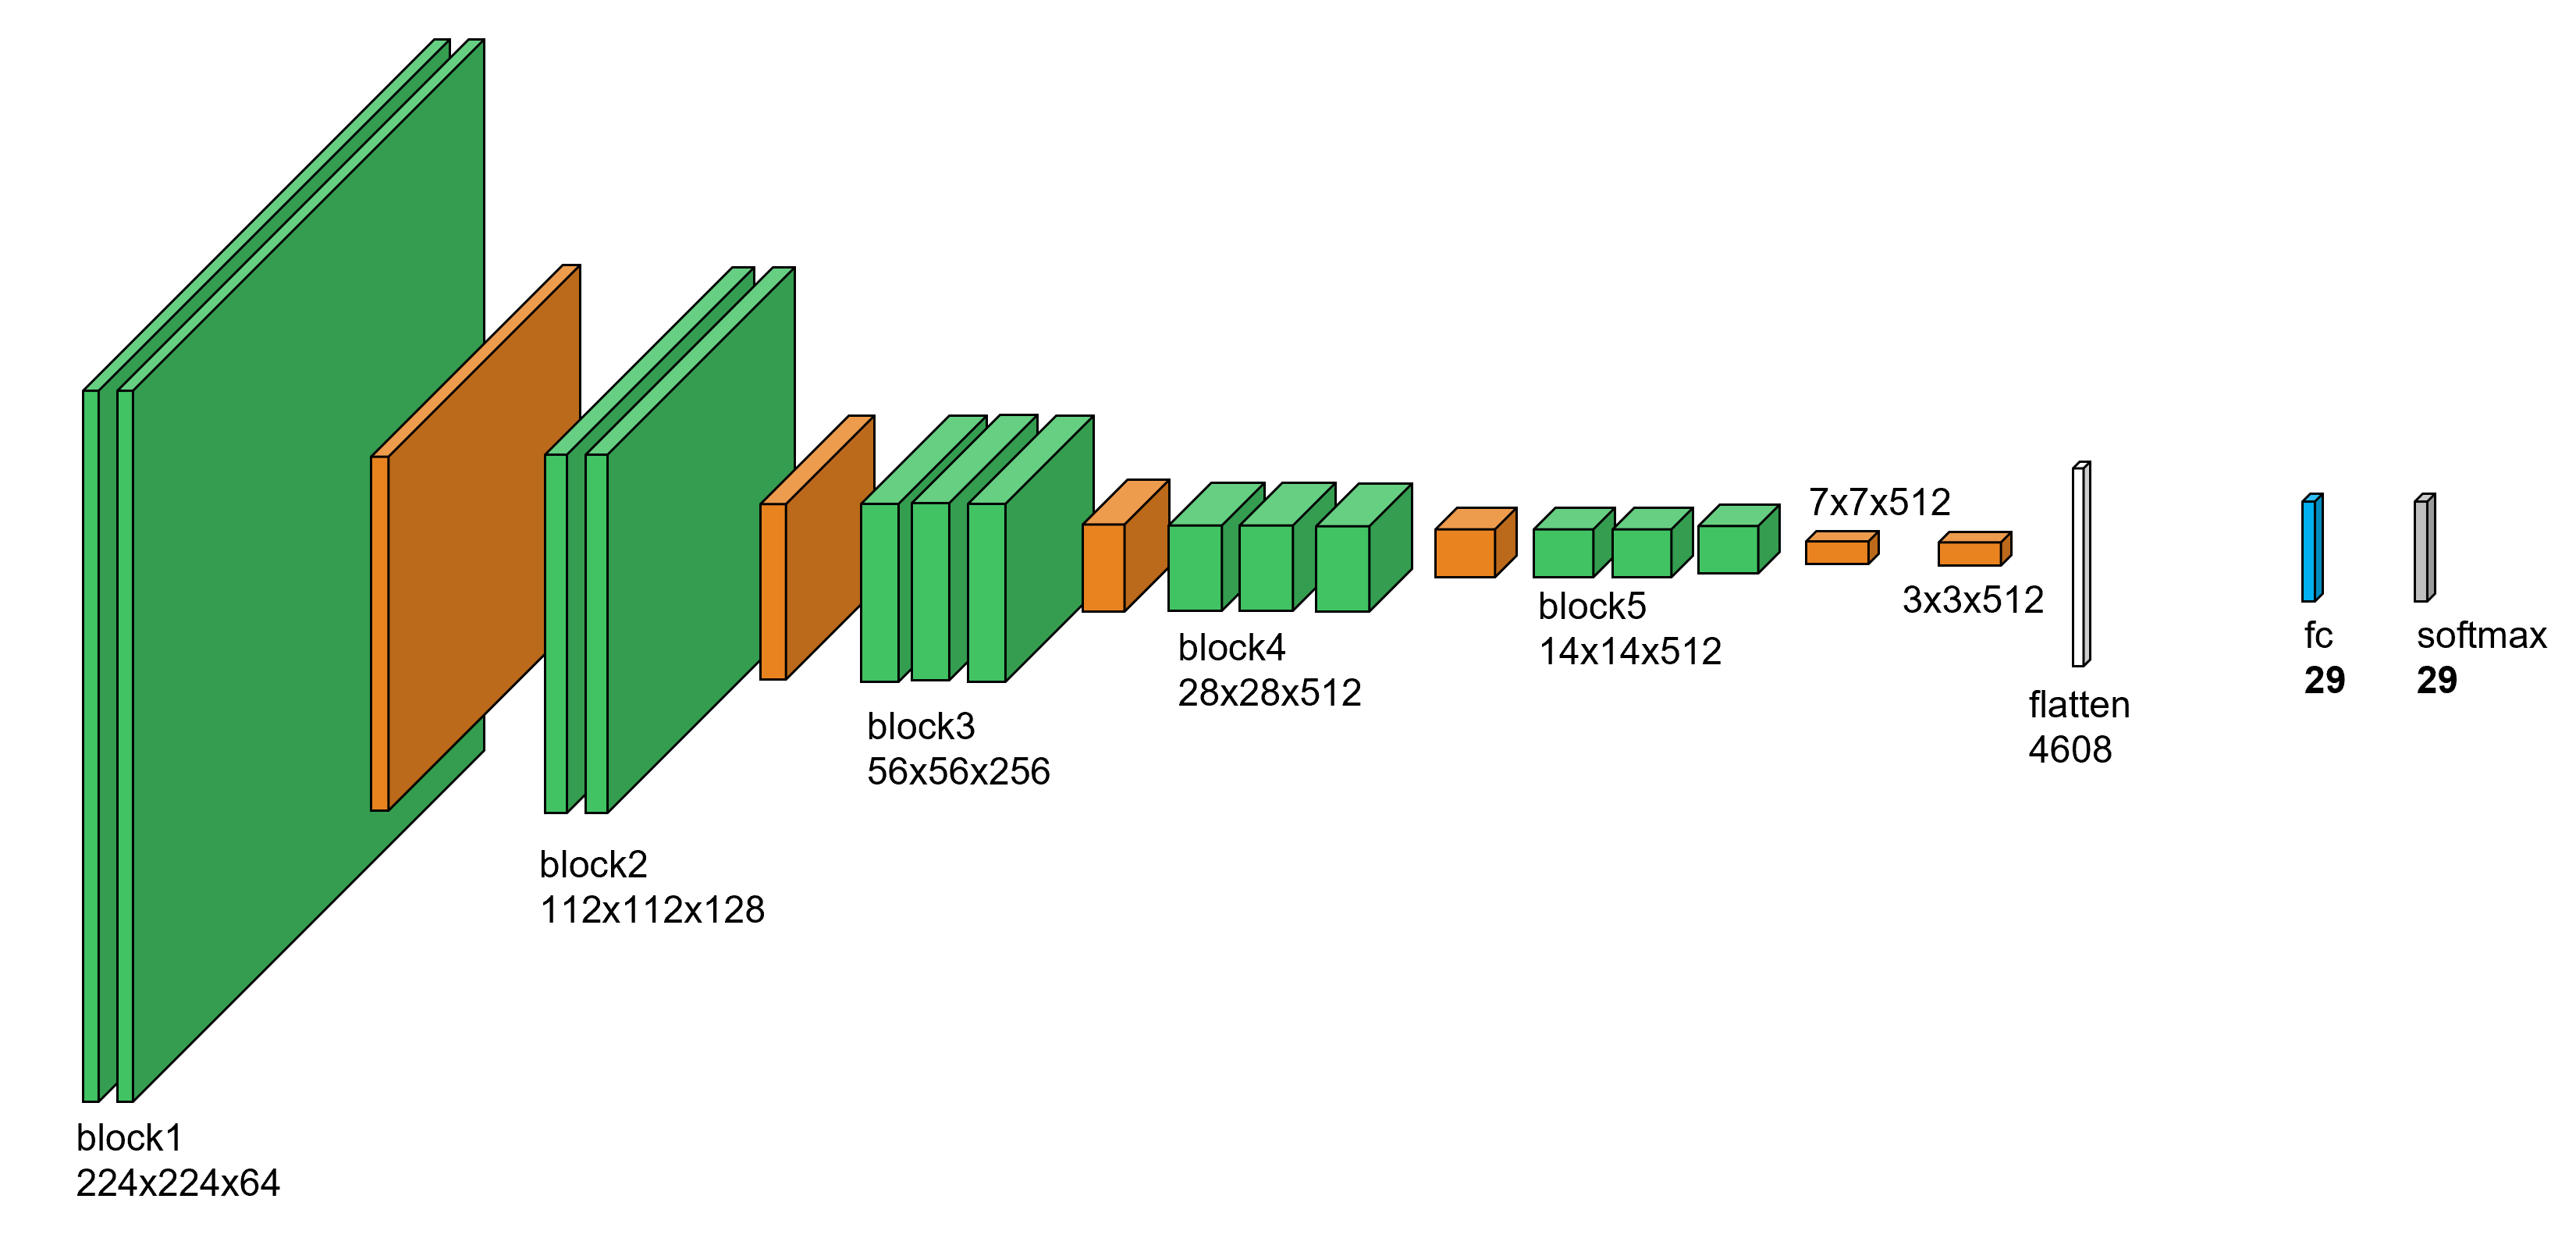 block1
224x224x64
block2
112x112x128
block3
56x56x256
block4
28x28x512
block5
14x14x512
7x7x512
3x3x512
flatten
4608
fc
29
softmax
29